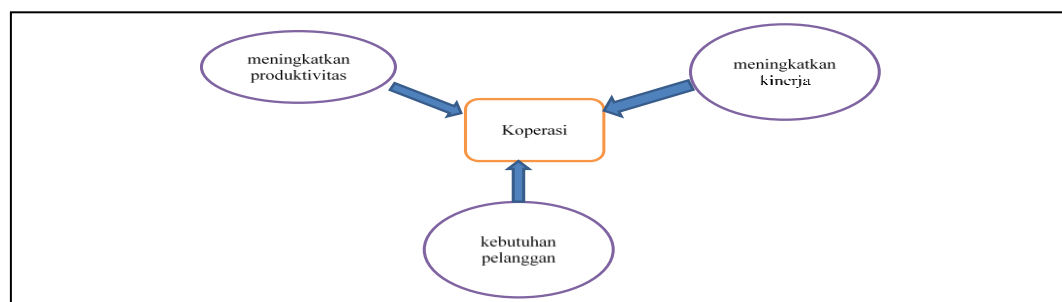 meningkatkan
produktivitas
meningkatkan
kinerja
Koperasi
kebutuhan
pelanggan